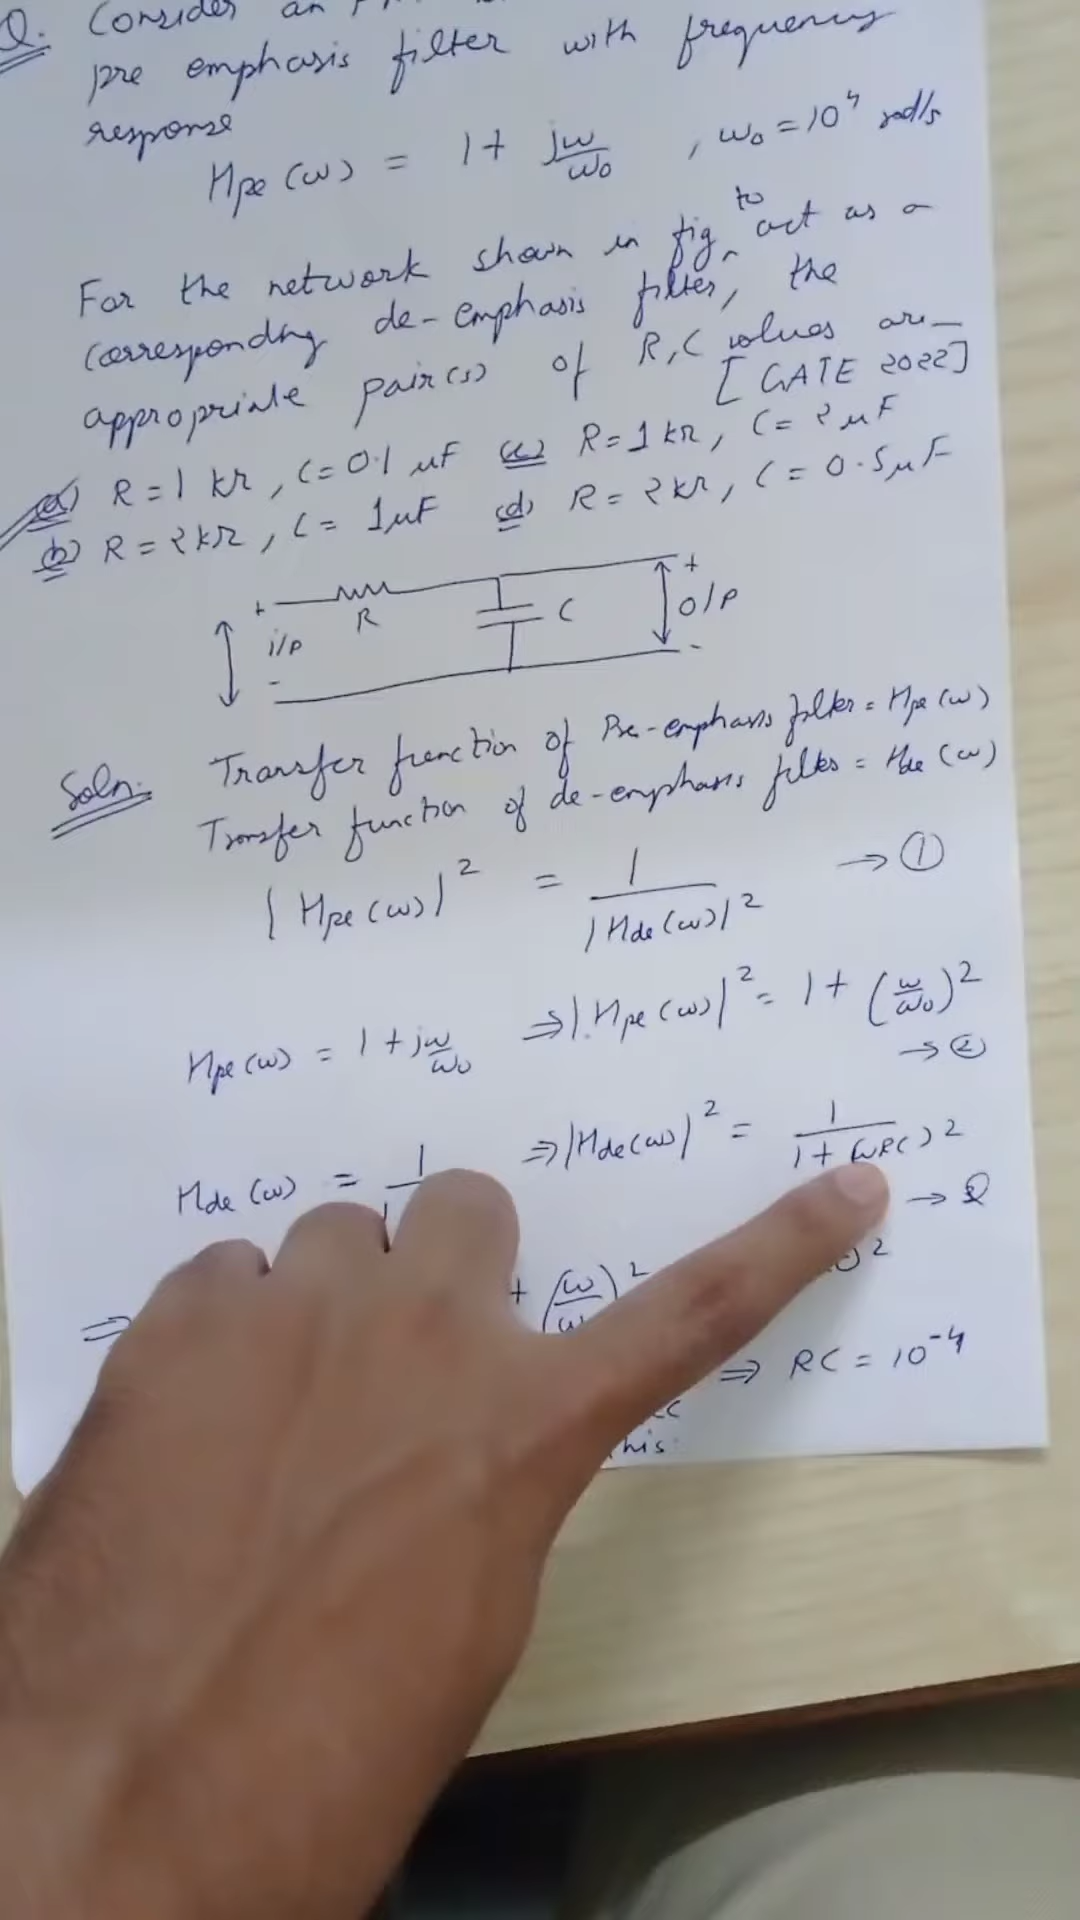 Q. Consider an
pre emphasis filter with frequency
response
Hpe (ω) = 1 + jω/ω0 , ω0 = 10⁴ rad/s
For the network shown in fig, to act as a
corresponding de-emphasis filter, the
appropriate pair(s) of R, C values are_
[GATE 2022]
(a) R = 1 kΩ, C = 0.1 μF (c) R = 1 kΩ, C = 2 μF
(b) R = 2 kΩ, C = 1 μF (d) R = 2 kΩ, C = 0.5 μF
+ R C + O/P
i/p
- -
Soln. Transfer function of Pre-emphasis filter = Hpe (ω)
Transfer function of de-emphasis filter = Hde (ω)
|Hpe (ω)|² = 1/|Hde (ω)|² → ①
Hpe (ω) = 1 + jω/ω0 ⇒ |Hpe (ω)|² = 1 + (ω/ω0)²
→ ②
Hde (ω) = 1 ⇒ |Hde (ω)|² = 1/1 + (ωRC)²
→
⇒ + (ω/ω)² ²
⇒ RC = 10⁻⁴